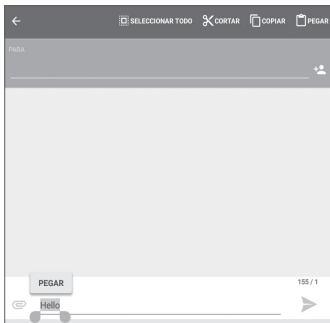 SELECCIONAR TODO CORTAR COPIAR PEGAR
PARA
PEGAR
155 / 1
Hello